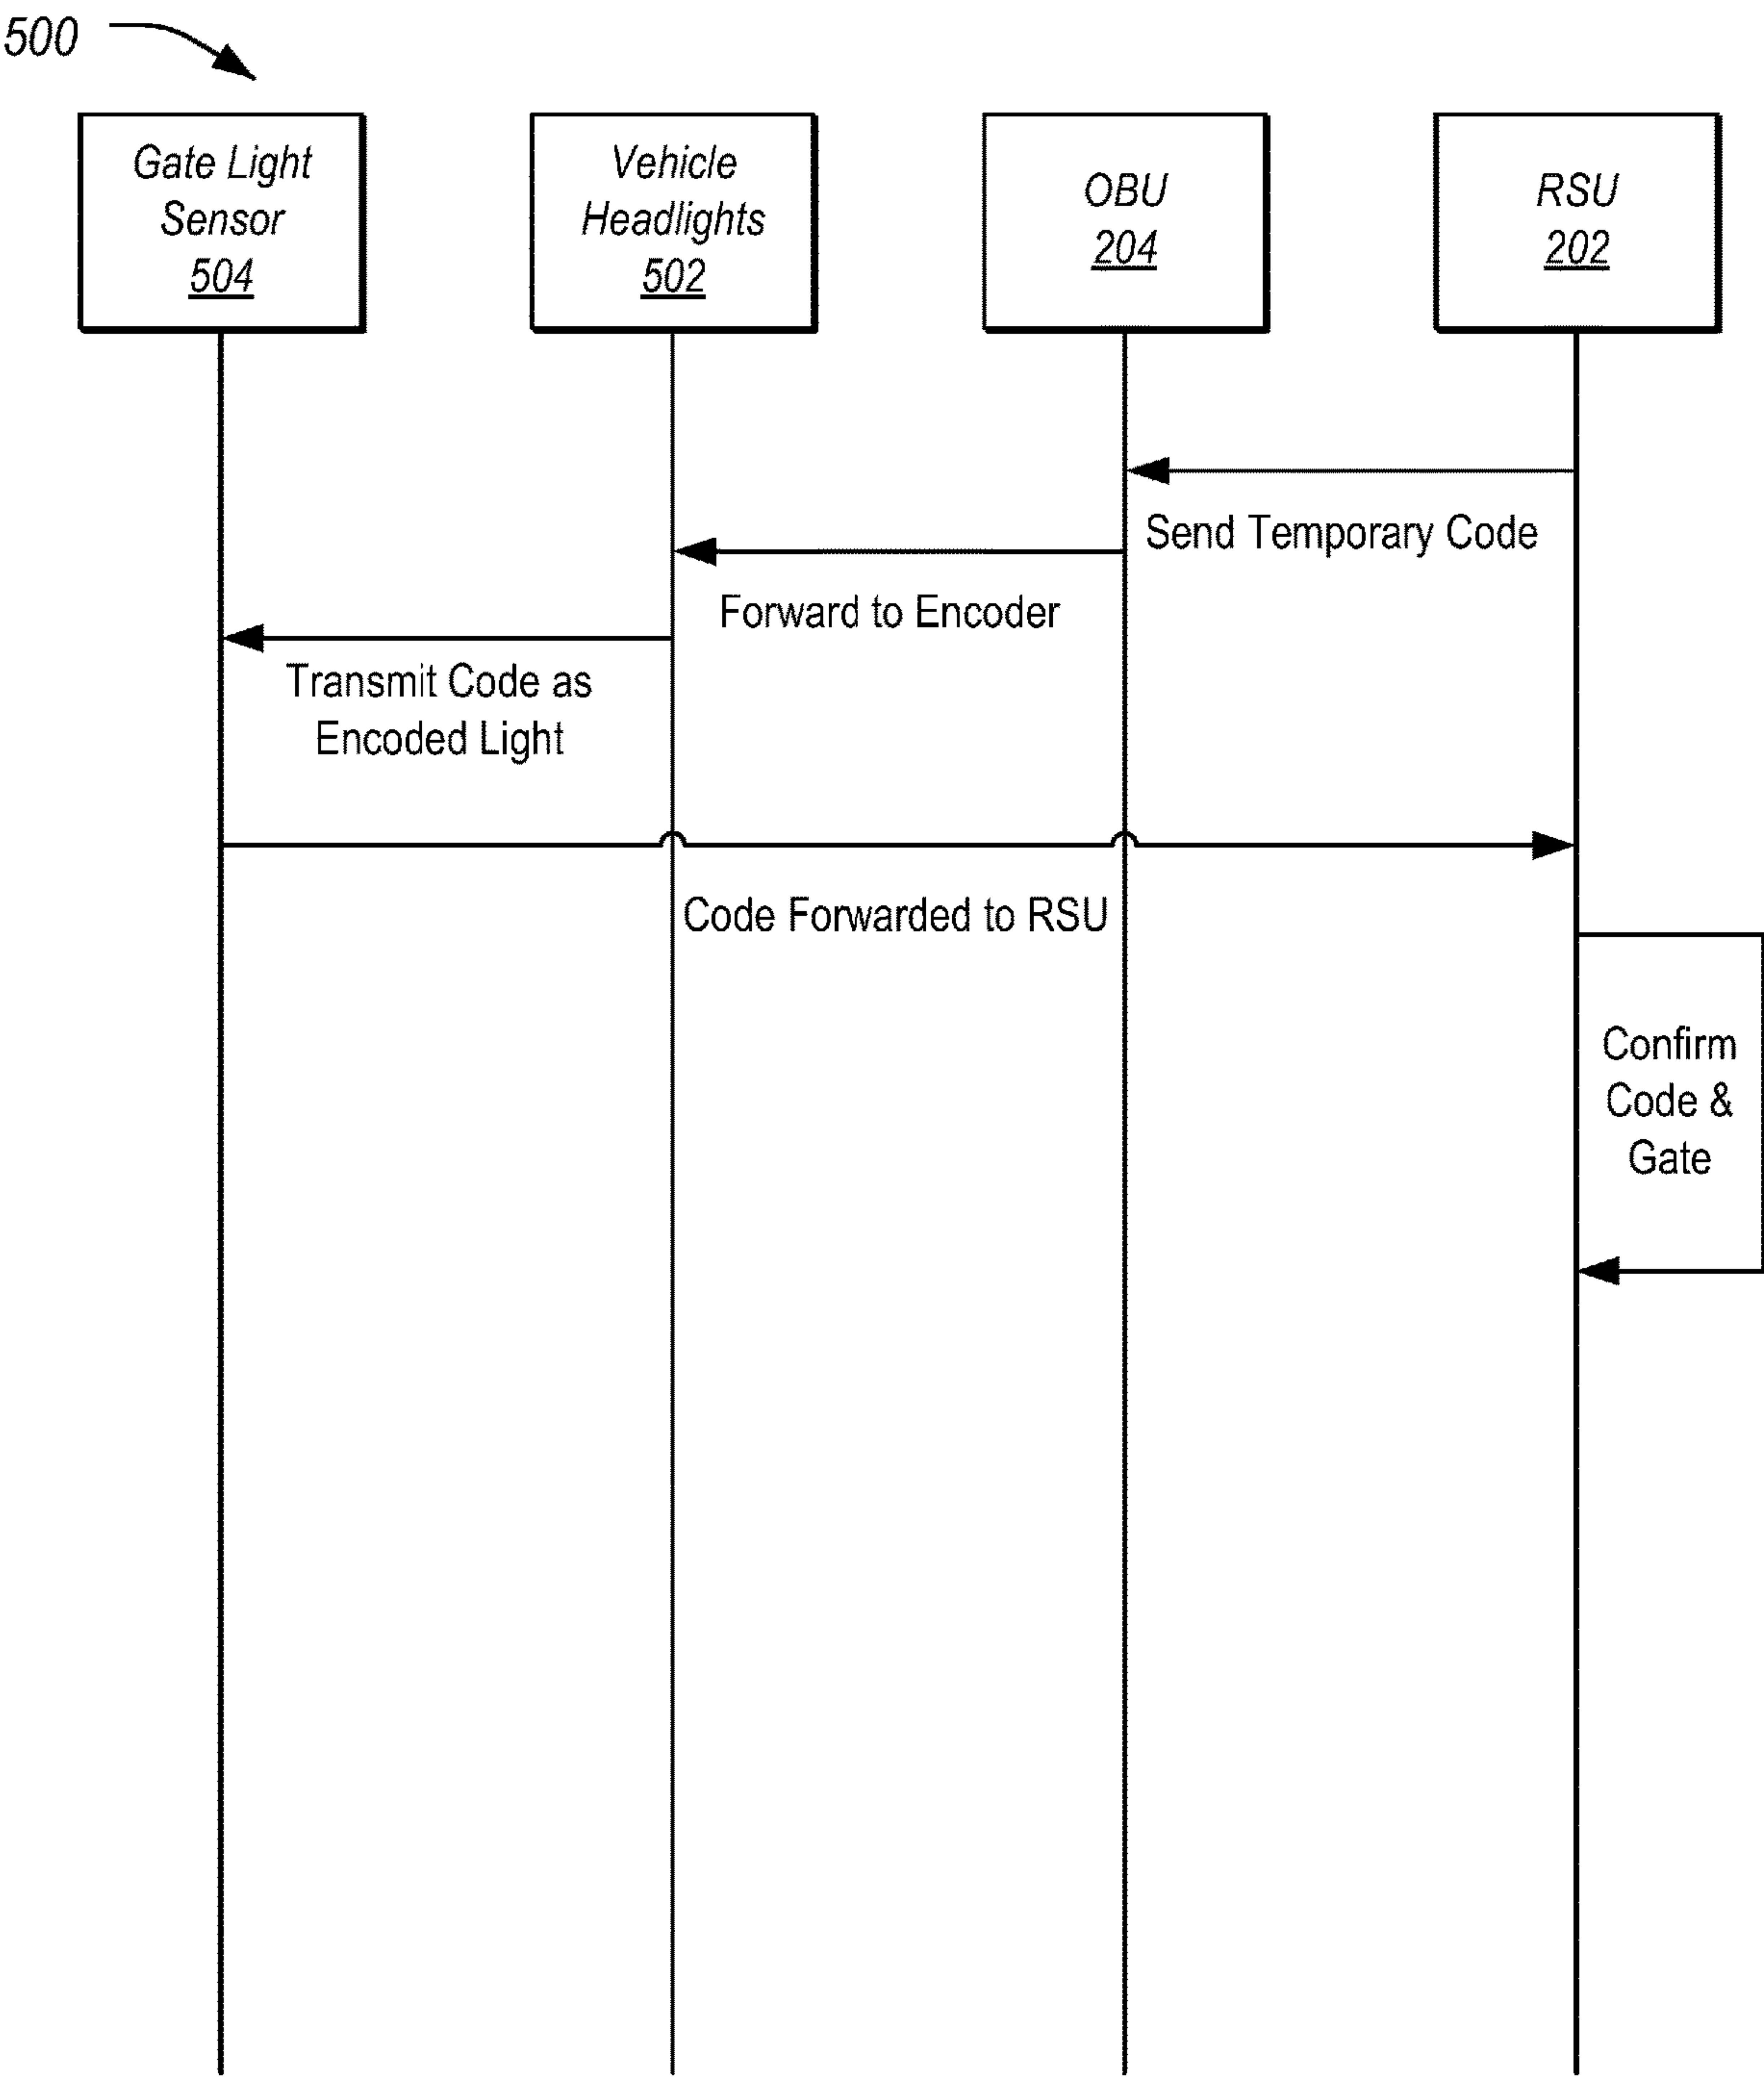 500
Gate Light
Sensor
504
Vehicle
Headlights
502
OBU
204
RSU
202
Send Temporary Code
Forward to Encoder
Transmit Code as
Encoded Light
Code Forwarded to RSU
Confirm
Code &
Gate